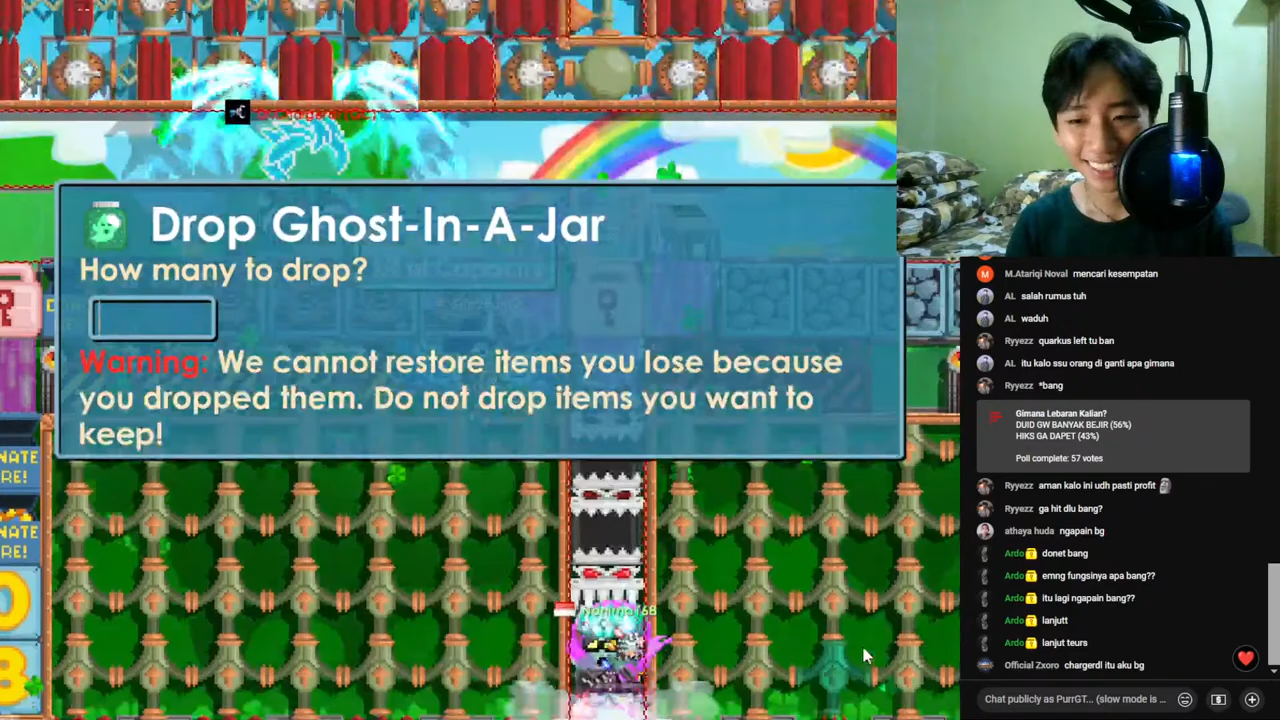 Drop Ghost-In-A-Jar
How many to drop?
Warning: We cannot restore items you lose because
you dropped them. Do not drop items you want to
keep!
NATE
RE!
NATE
RE!
M.Atariqi Noval mencari kesempatan
AL salah rumus tuh
AL waduh
Ryyezz quarkus left tu ban
AL itu kalo ssu orang di ganti apa gimana
Ryyezz *bang
Gimana Lebaran Kalian?
DUID GW BANYAK BEJIR (56%)
HIKS GA DAPET (43%)
Poll complete: 57 votes
Ryyezz aman kalo ini udh pasti profit
Ryyezz ga hit dlu bang?
athaya huda ngapain bg
Ardo donet bang
Ardo emng fungsinya apa bang??
Ardo itu lagi ngapain bang??
Ardo lanjutt
Ardo lanjut teurs
Official Zxoro chargerdl itu aku bg
Chat publicly as PurrGT... (slow mode is ...